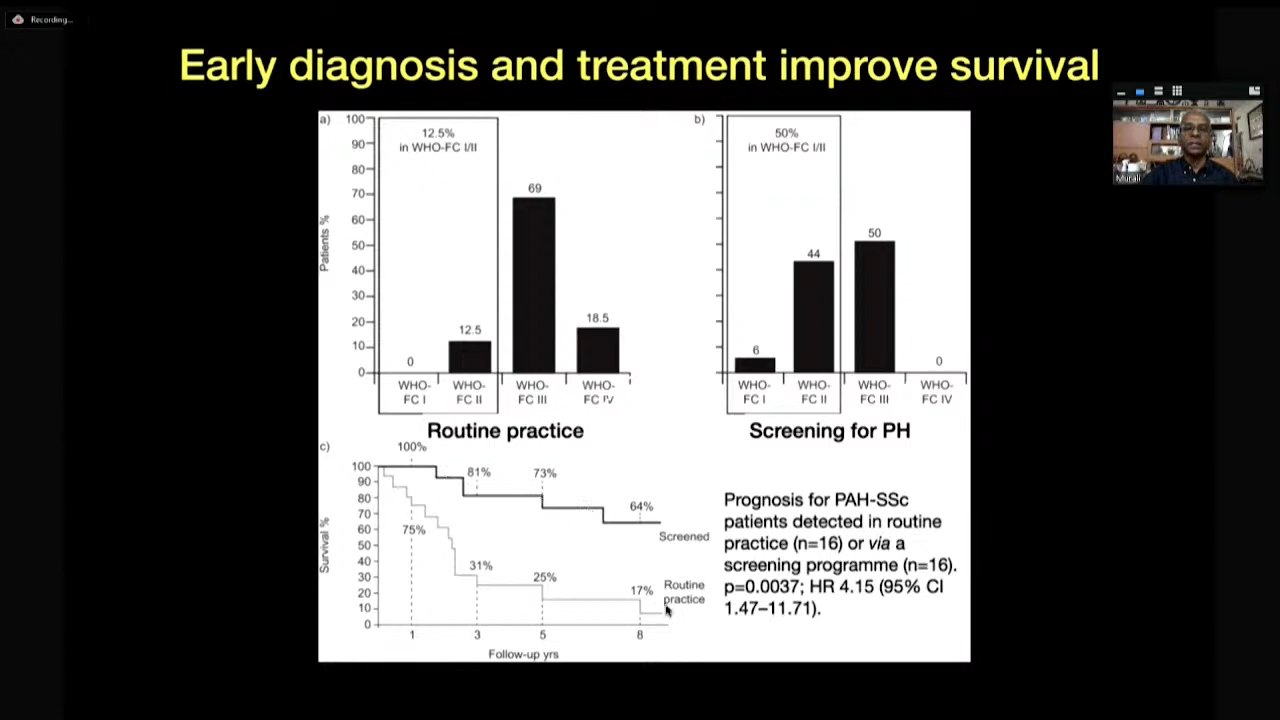 Recording...
Early diagnosis and treatment improve survival
Murali
a)
100
90
80
70
60
50
40
30
20
10
0
Patients %
12.5%
in WHO-FC I/II
0
12.5
69
18.5
WHO-
FC I
WHO-
FC II
WHO-
FC III
WHO-
FC IV
Routine practice
b)
50%
in WHO-FC I/II
6
44
50
0
WHO-
FC I
WHO-
FC II
WHO-
FC III
WHO-
FC IV
Screening for PH
c)
100
90
80
70
60
50
40
30
20
10
0
Survival %
100%
81%
73%
64%
Screened
75%
31%
25%
17%
Routine
practice
1
3
5
8
Follow-up yrs
Prognosis for PAH-SSc
patients detected in routine
practice (n=16) or via a
screening programme (n=16).
p=0.0037; HR 4.15 (95% CI
1.47–11.71).